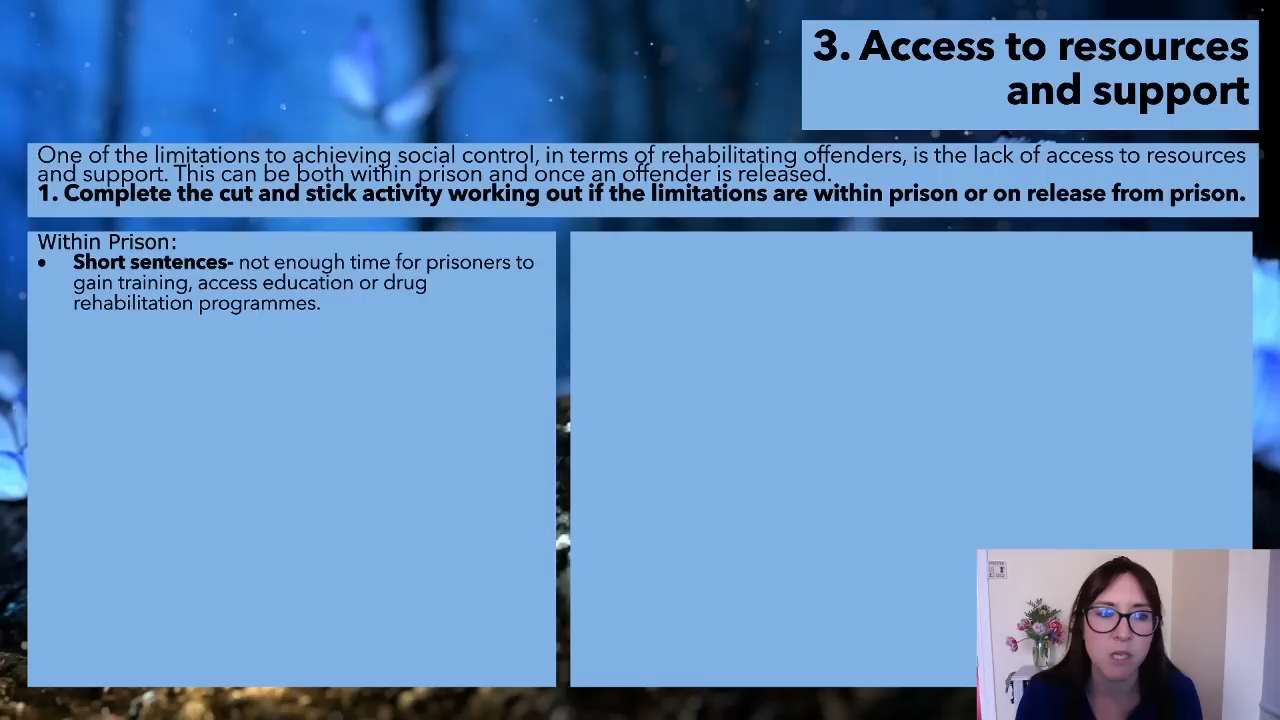 3. Access to resources
and support
One of the limitations to achieving social control, in terms of rehabilitating offenders, is the lack of access to resources
and support. This can be both within prison and once an offender is released.
1. Complete the cut and stick activity working out if the limitations are within prison or on release from prison.
Within Prison:
• Short sentences- not enough time for prisoners to
gain training, access education or drug
rehabilitation programmes.